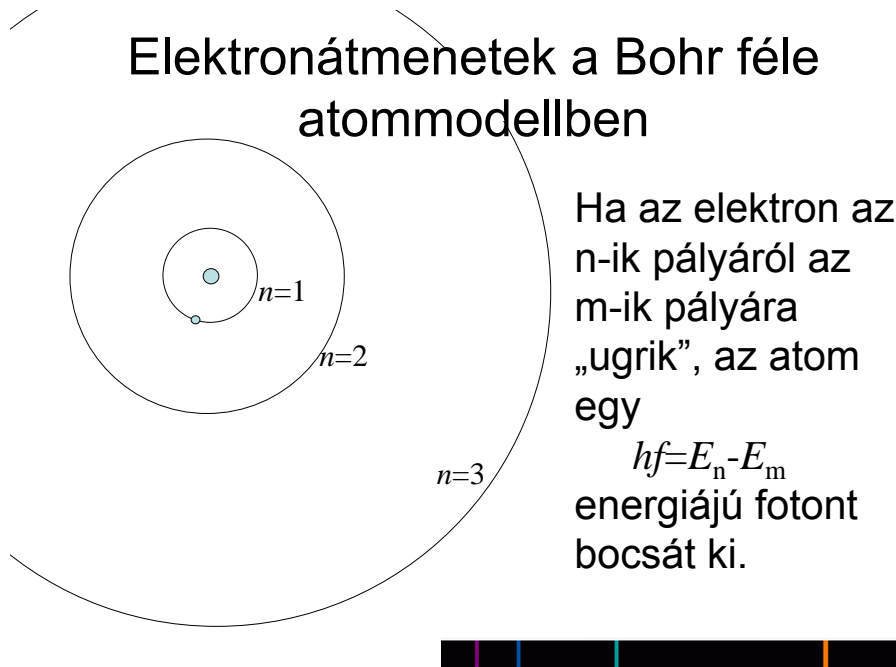 Elektronátmenetek a Bohr féle
atommodellben
n=1
n=2
n=3
Ha az elektron az
n-ik pályáról az
m-ik pályára
„ugrik”, az atom
egy
hf=Eₙ-Eₘ
energiájú fotont
bocsát ki.